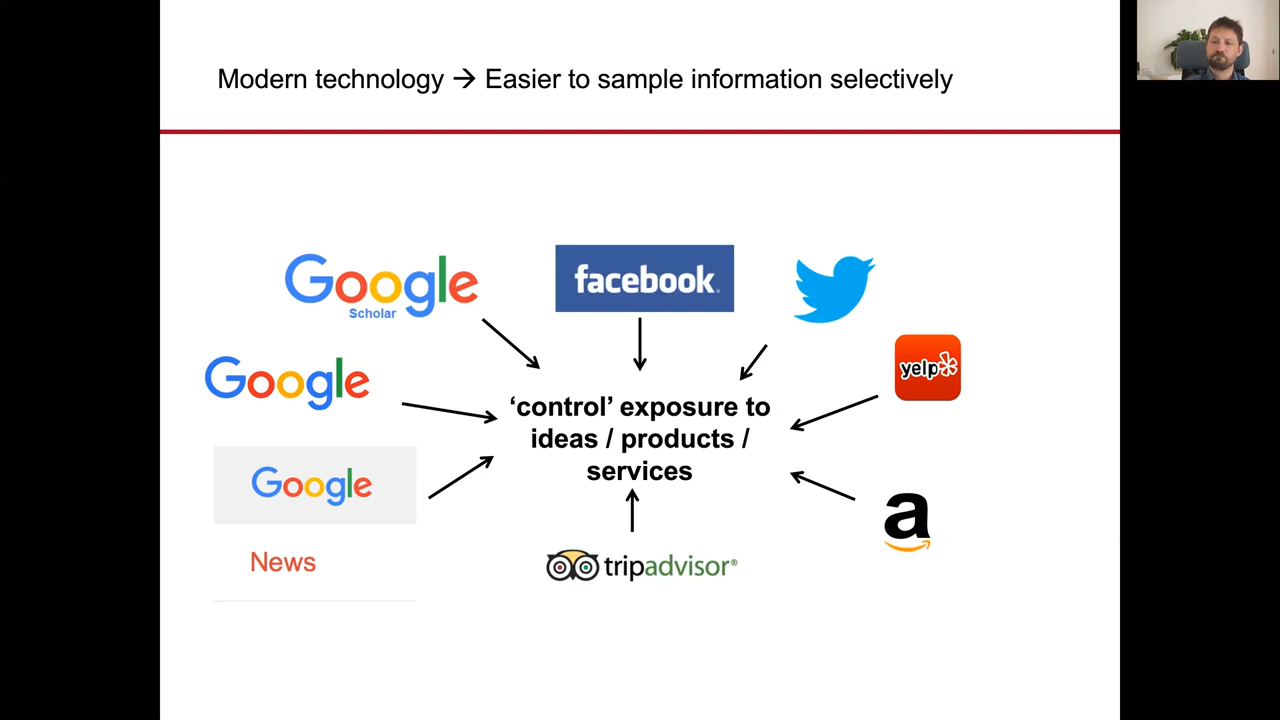 Modern technology → Easier to sample information selectively
Google
Scholar
facebook.
yelp
Google
‘control’ exposure to
ideas / products /
services
Google
News
a
tripadvisor®